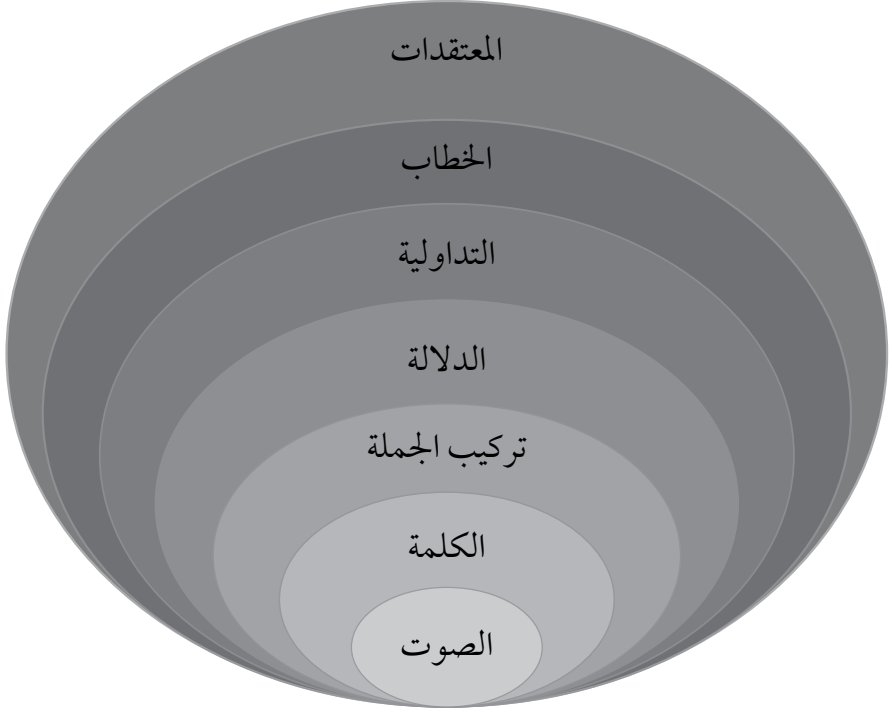 المعتقدات
الخطاب
التداولية
الدلالة
تركيب الجملة
الكلمة
الصوت